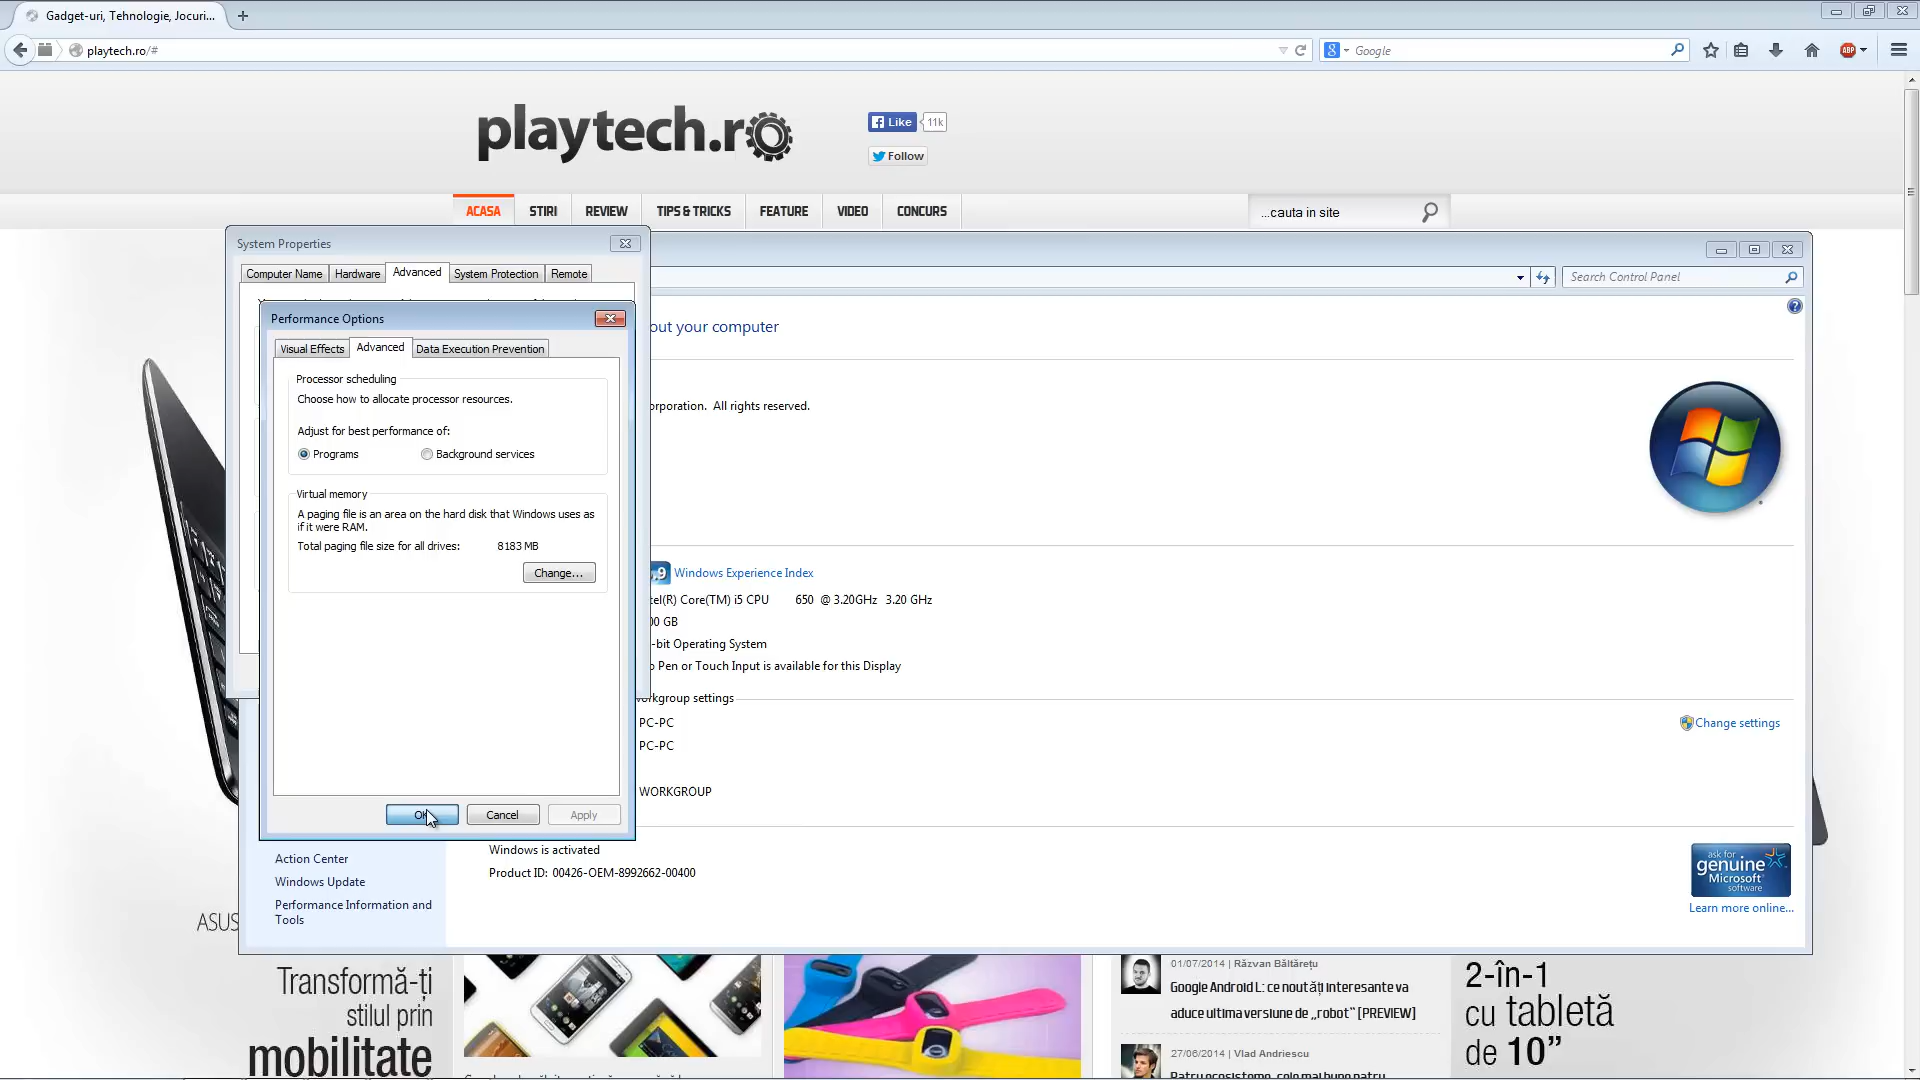 Gadget-uri, Tehnologie, Jocuri...
playtech.ro/#
Google
ABP
playtech.ro
Like
11k
Follow
ACASA
STIRI
REVIEW
TIPS & TRICKS
FEATURE
VIDEO
CONCURS
...cauta in site
System Properties
Computer Name
Hardware
Advanced
System Protection
Remote
Search Control Panel
Performance Options
out your computer
Visual Effects
Advanced
Data Execution Prevention
Processor scheduling
Choose how to allocate processor resources.
orporation. All rights reserved.
Adjust for best performance of:
Programs
Background services
Virtual memory
A paging file is an area on the hard disk that Windows uses as
if it were RAM.
Total paging file size for all drives: 8183 MB
Change...
.9 Windows Experience Index
tel(R) Core(TM) i5 CPU 650 @ 3.20GHz 3.20 GHz
00 GB
-bit Operating System
o Pen or Touch Input is available for this Display
orkgroup settings
PC-PC
Change settings
PC-PC
WORKGROUP
OK
Cancel
Apply
Windows is activated
Product ID: 00426-OEM-8992662-00400
Action Center
Windows Update
Performance Information and
Tools
ask for
genuine
Microsoft
software
Learn more online...
ASUS
Transformă-ți
stilul prin
mobilitate
01/07/2014 | Răzvan Băltărețu
Google Android L: ce noutăți interesante va
aduce ultima versiune de „robot” [PREVIEW]
27/06/2014 | Vlad Andriescu
Patru ecosisteme, cele mai bune patru
2-în-1
cu tabletă
de 10”